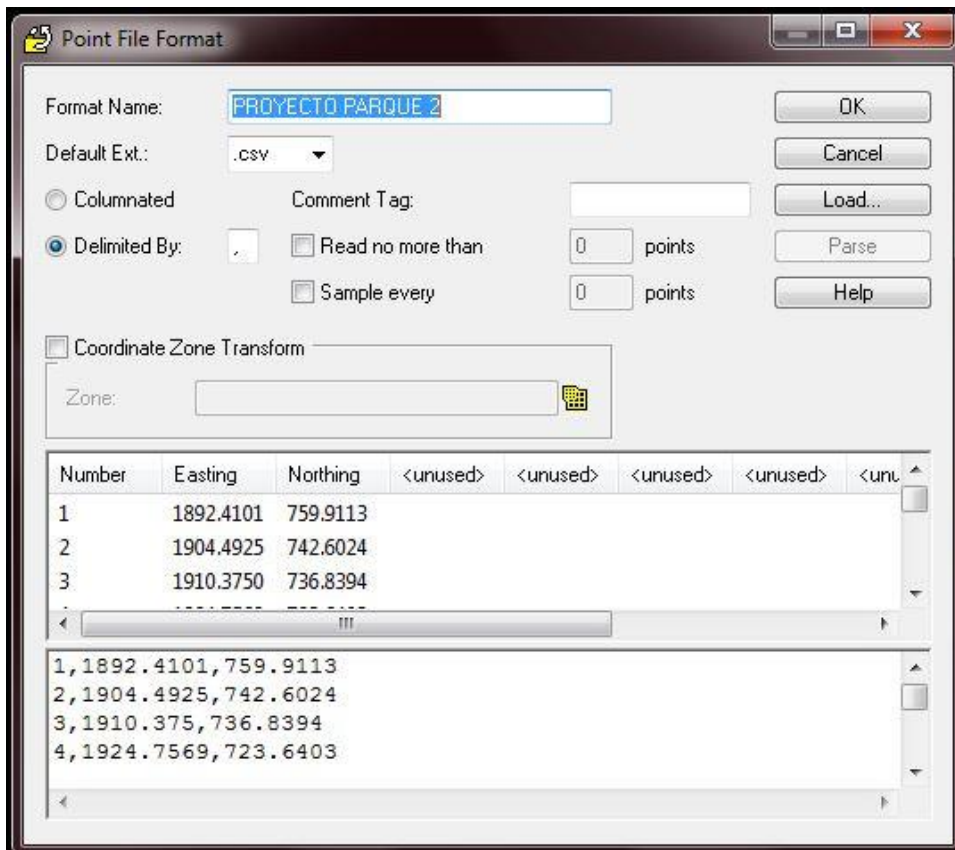 Point File Format
Format Name: PROYECTO PARQUE 2 OK
Default Ext.: .csv Cancel
Columnated Comment Tag: Load...
Delimited By: , Read no more than 0 points Parse
Sample every 0 points Help
Coordinate Zone Transform
Zone:
Number Easting Northing <unused> <unused> <unused> <unused> <unu
1 1892.4101 759.9113
2 1904.4925 742.6024
3 1910.3750 736.8394
1,1892.4101,759.9113
2,1904.4925,742.6024
3,1910.375,736.8394
4,1924.7569,723.6403